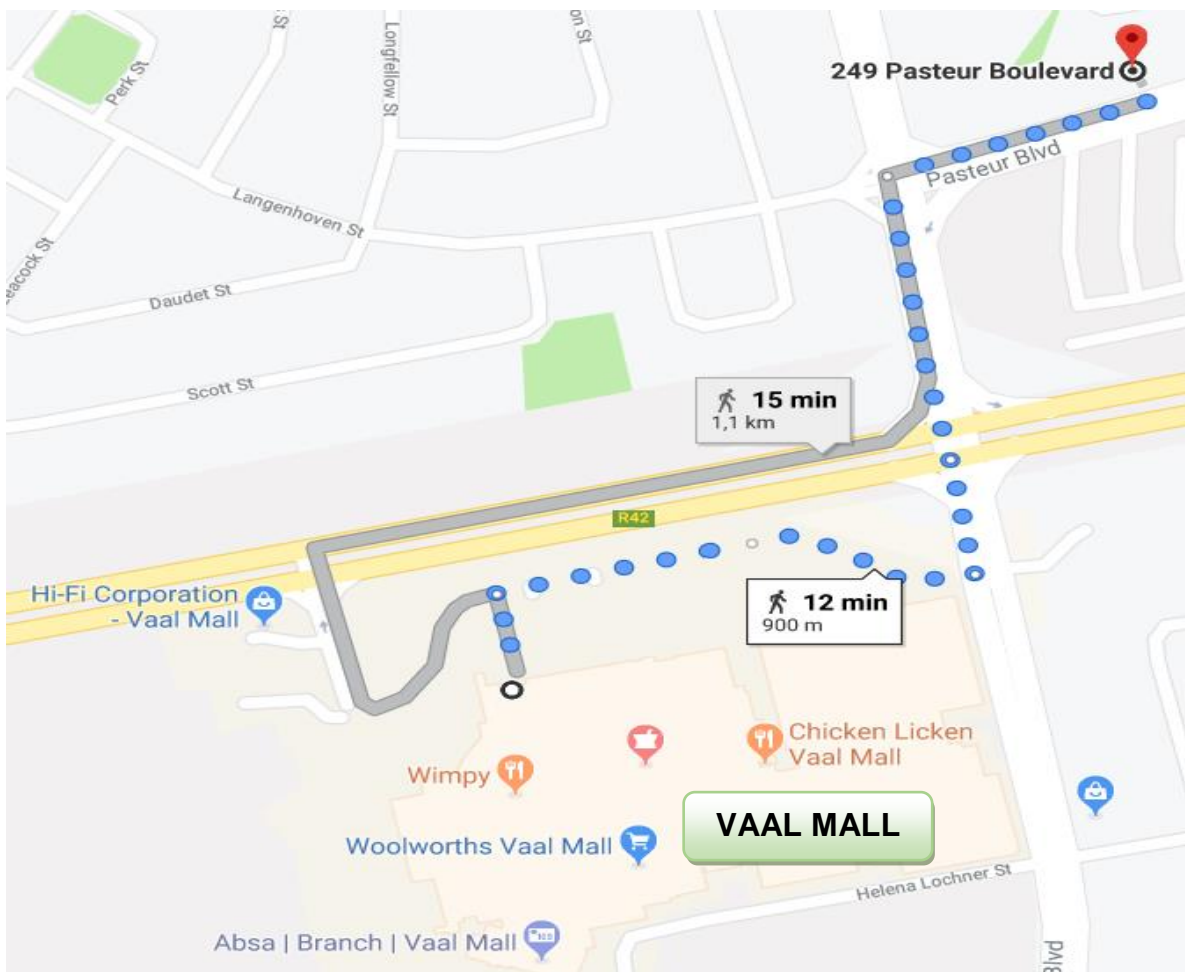 St
on St
Longfellow St
Perk St
249 Pasteur Boulevard
Pasteur Blvd
Langenhoven St
eacock St
Daudet St
Scott St
15 min
1,1 km
R42
Hi-Fi Corporation
- Vaal Mall
12 min
900 m
Chicken Licken
Vaal Mall
Wimpy
VAAL MALL
Woolworths Vaal Mall
Helena Lochner St
Absa | Branch | Vaal Mall
Blvd